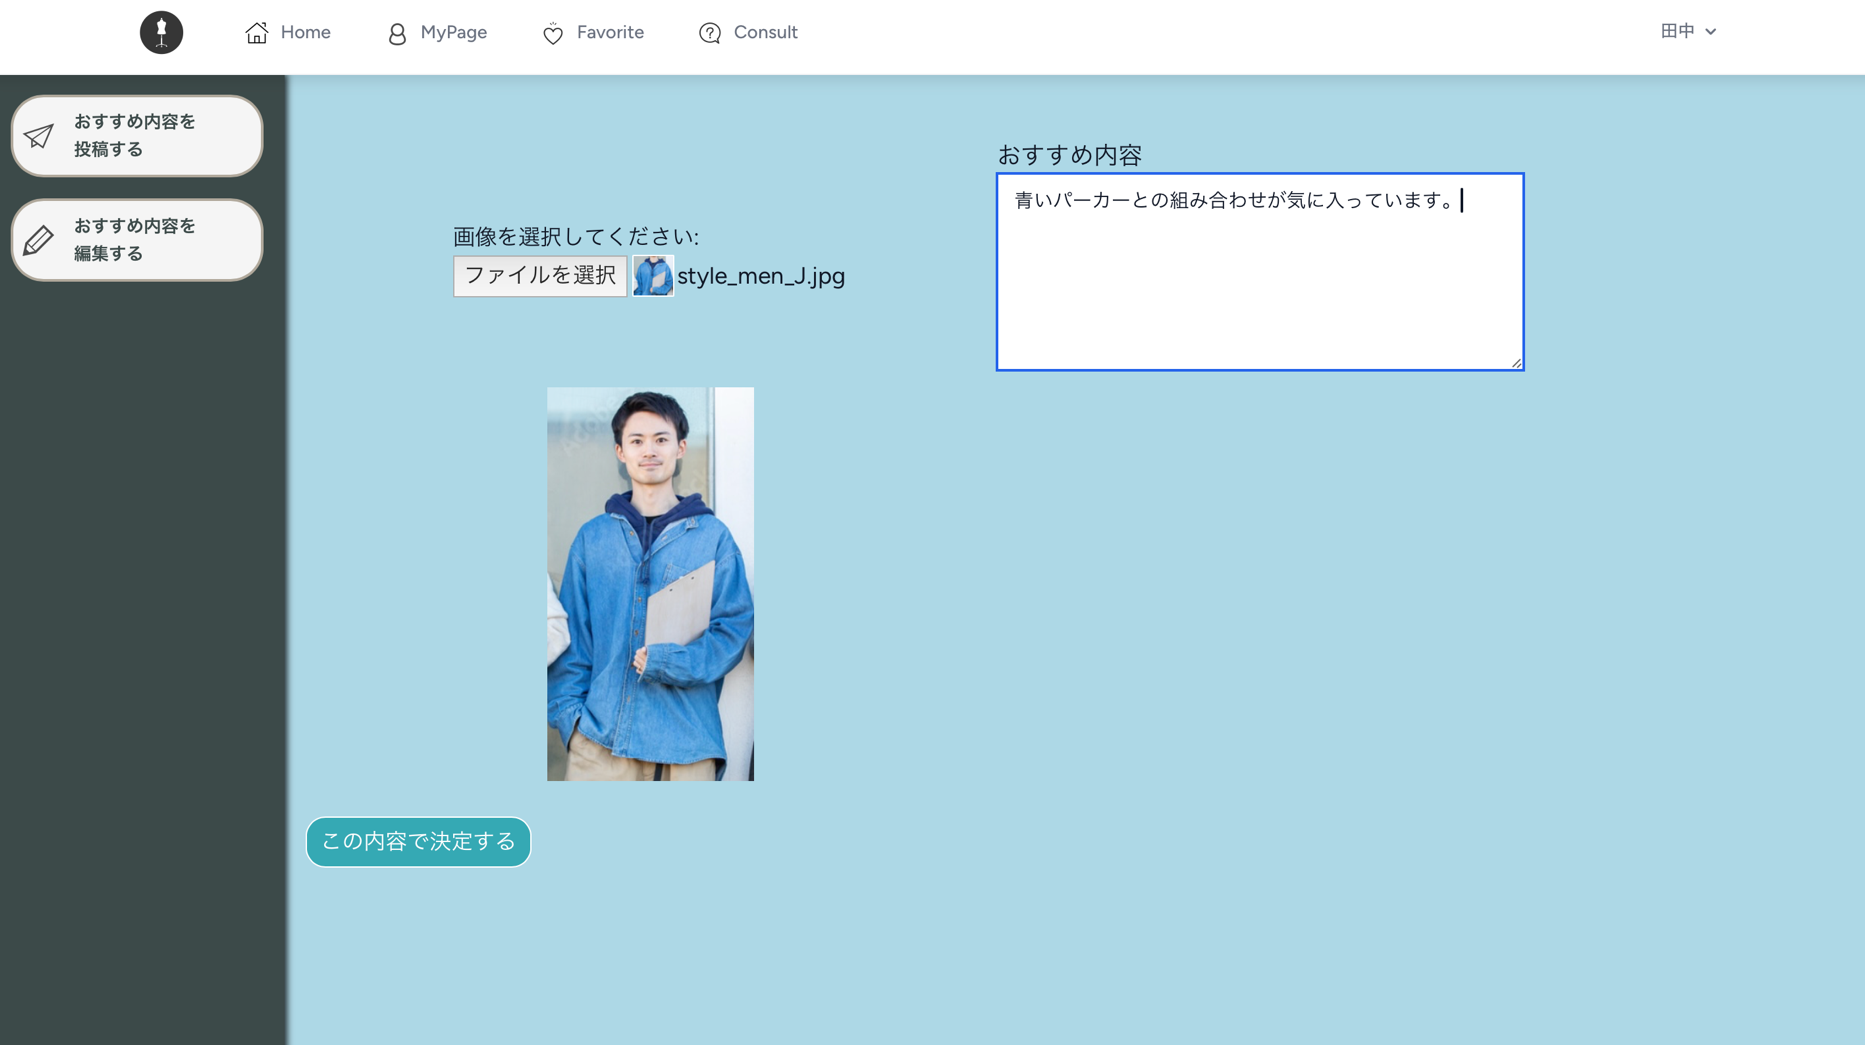 Home
MyPage
Favorite
Consult
田中
おすすめ内容を
投稿する
おすすめ内容を
編集する
おすすめ内容
青いパーカーとの組み合わせが気に入っています。
画像を選択してください:
ファイルを選択 style_men_J.jpg
この内容で決定する